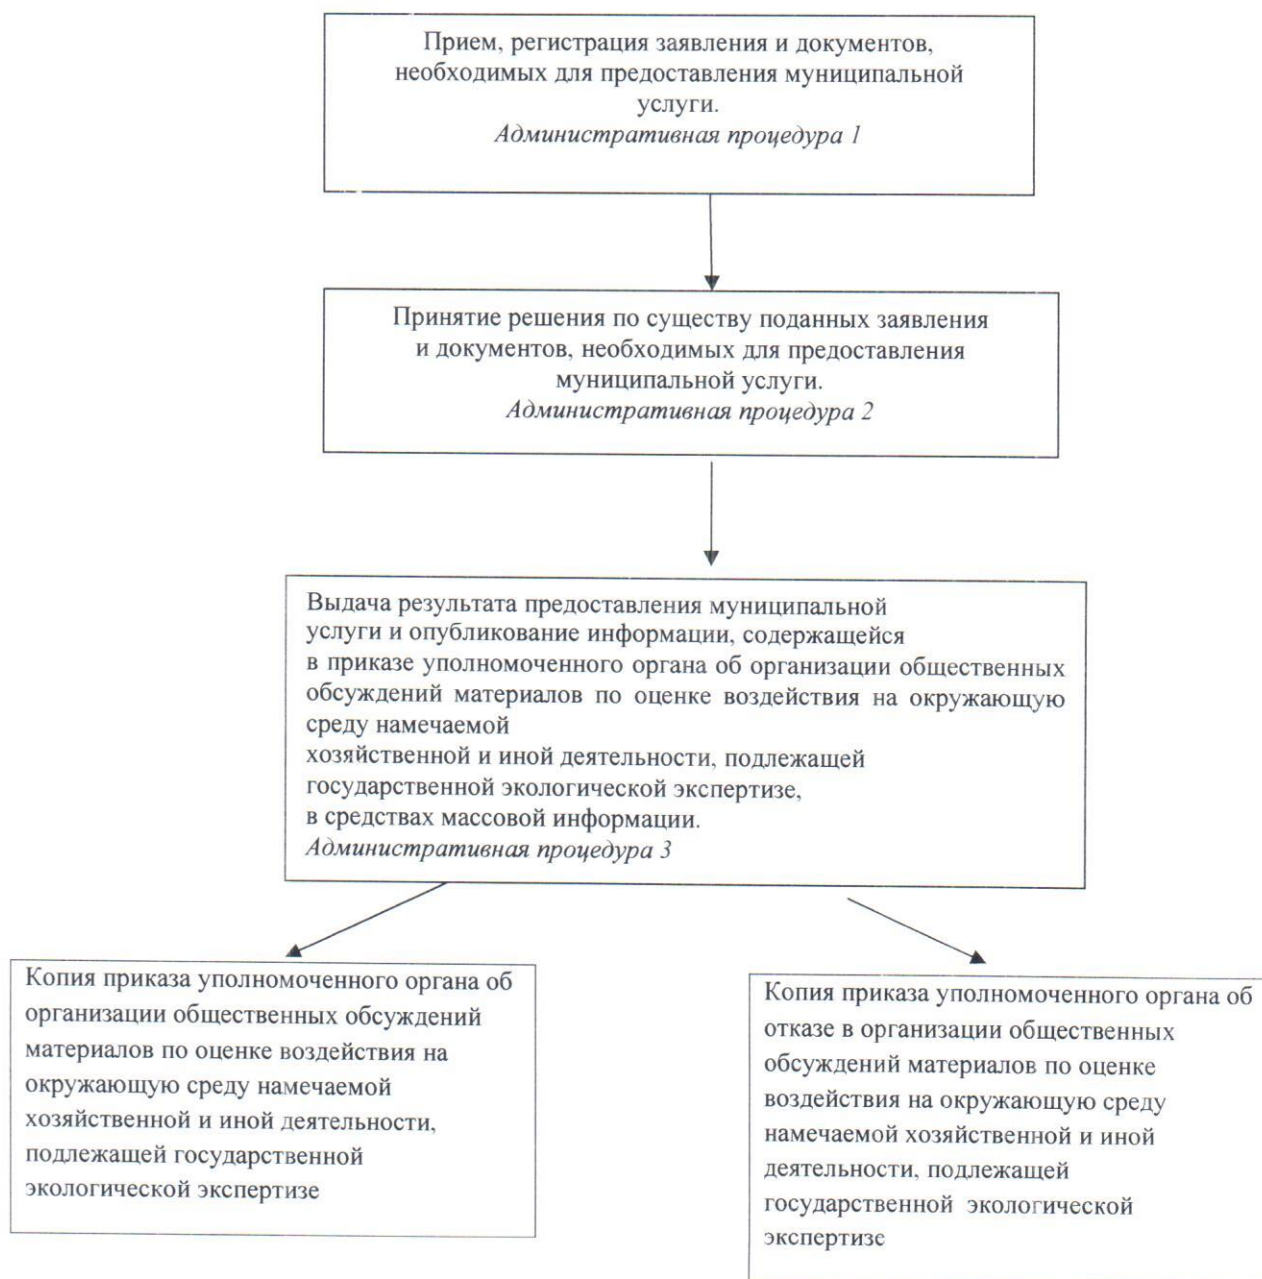 Прием, регистрация заявления и документов,
необходимых для предоставления муниципальной
услуги.
Административная процедура 1
Принятие решения по существу поданных заявления
и документов, необходимых для предоставления
муниципальной услуги.
Административная процедура 2
Выдача результата предоставления муниципальной
услуги и опубликование информации, содержащейся
в приказе уполномоченного органа об организации общественных
обсуждений материалов по оценке воздействия на окружающую
среду намечаемой
хозяйственной и иной деятельности, подлежащей
государственной экологической экспертизе,
в средствах массовой информации.
Административная процедура 3
Копия приказа уполномоченного органа об
организации общественных обсуждений
материалов по оценке воздействия на
окружающую среду намечаемой
хозяйственной и иной деятельности,
подлежащей государственной
экологической экспертизе
Копия приказа уполномоченного органа об
отказе в организации общественных
обсуждений материалов по оценке
воздействия на окружающую среду
намечаемой хозяйственной и иной
деятельности, подлежащей
государственной экологической
экспертизе